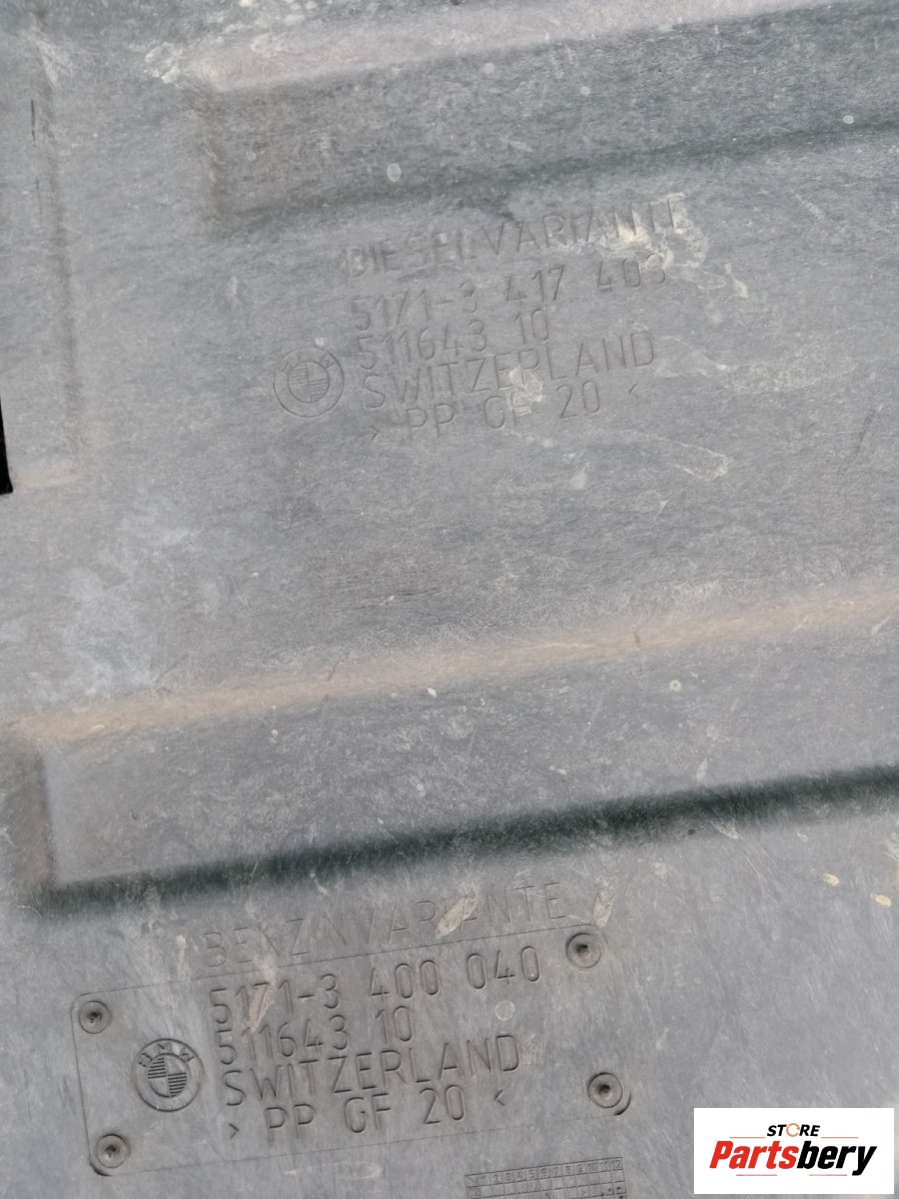 DIESELVARIANTE
5171-3 417 403
511643 10
SWITZERLAND
> PP GF 20 <
BENZINVARIANTE
5171-3 400 040
511643 10
BMW
SWITZERLAND
> PP GF 20 <
STORE
Partsbery